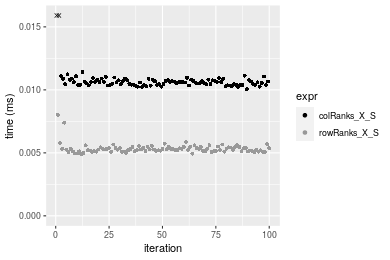 0.015
0.010
0.005
0.000
time (ms)
0
25
50
75
100
iteration
expr
colRanks_X_S
rowRanks_X_S